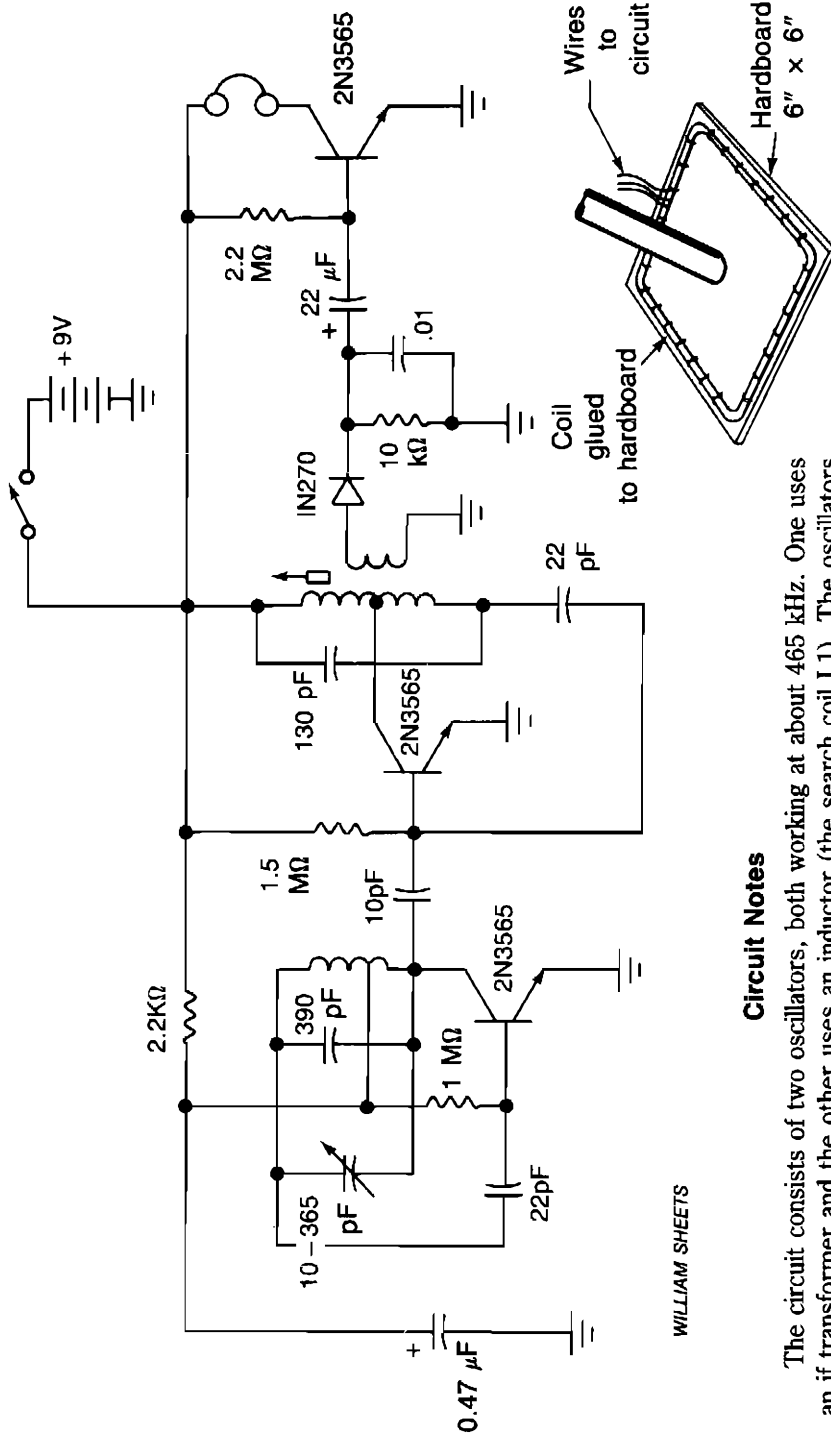 +9V
2.2KΩ
1.5
MΩ
130 pF
2N3565
22
pF
IN270
10
kΩ
.01
22
μF
+
2.2
MΩ
2N3565
10pF
390
pF
10-365
pF
1 MΩ
22pF
2N3565
+
0.47 μF
Coil
glued
to hardboard
Wires
to
circuit
Hardboard
6" × 6"
WILLIAM SHEETS
Circuit Notes
The circuit consists of two oscillators, both working at about 465 kHz. One uses
an if transformer and the other uses an inductor (the search coil L1). The oscillators